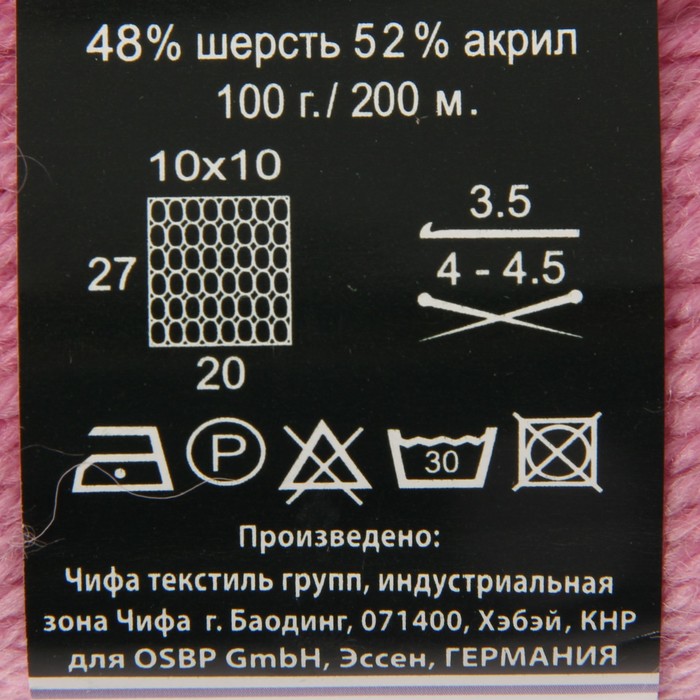 48% шерсть 52% акрил
100 г./ 200 м.
10x10
27
20
3.5
4 - 4.5
P
30
Произведено:
Чифа текстиль групп, индустриальная
зона Чифа г. Баодинг, 071400, Хэбэй, КНР
для OSBP GmbH, Эссен, ГЕРМАНИЯ